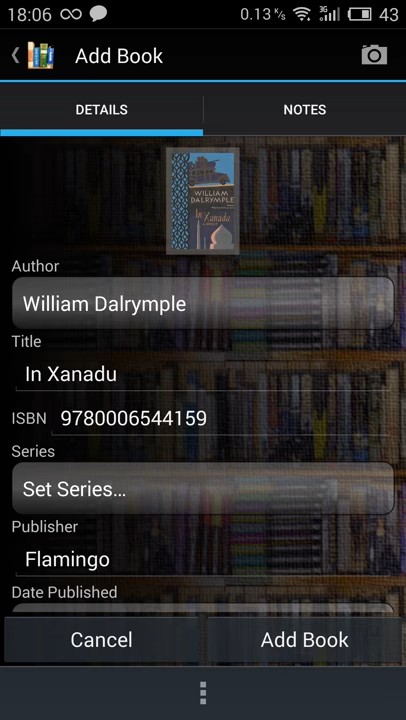 18:06 0.13 K/s 3G 43
Add Book
DETAILS NOTES
WILLIAM
DALRYMPLE
In Xanadu
Author
William Dalrymple
Title
In Xanadu
ISBN 9780006544159
Series
Set Series...
Publisher
Flamingo
Date Published
Cancel Add Book